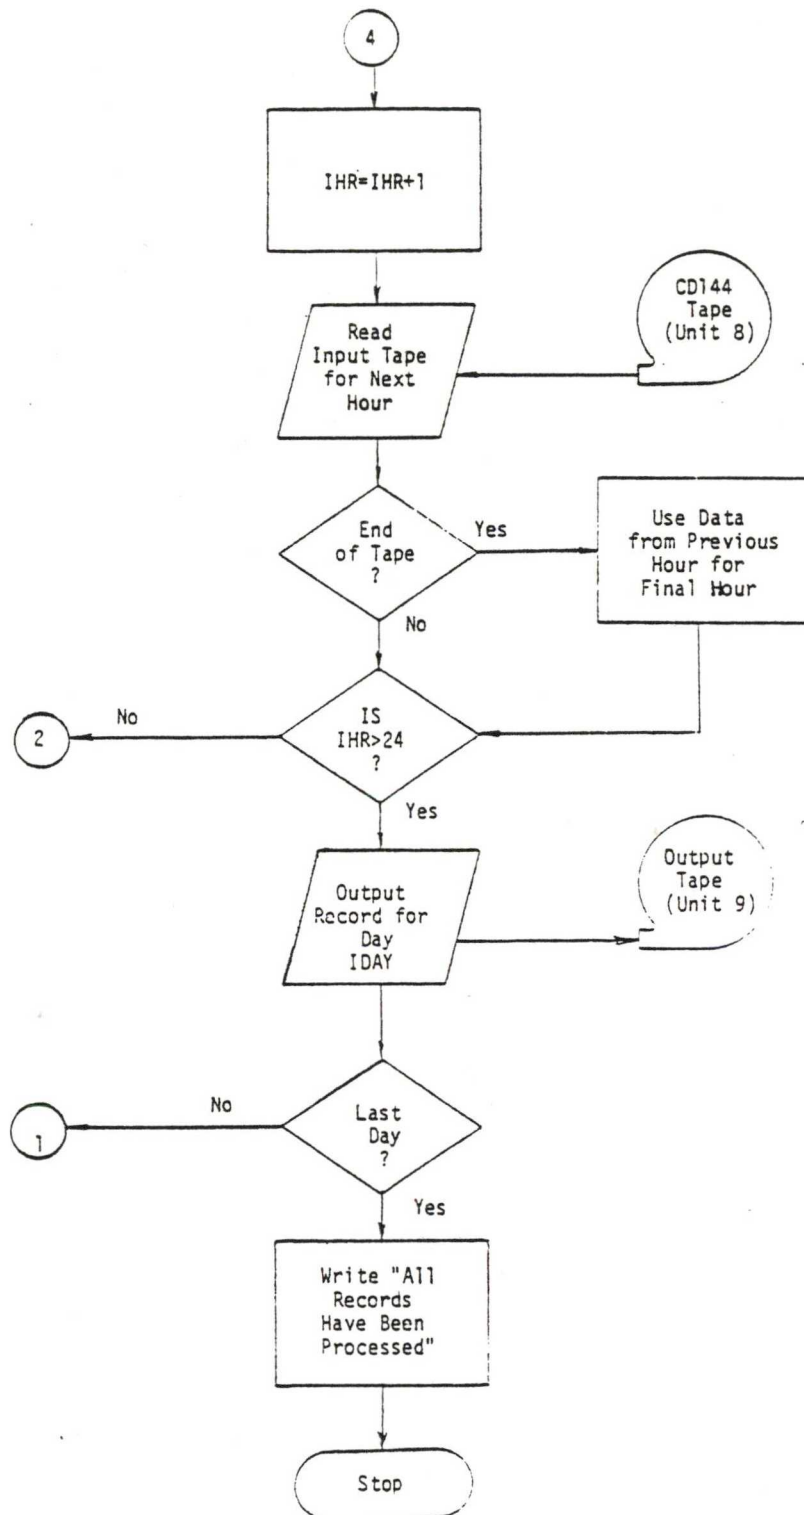 4
IHR=IHR+1
CD144
Tape
(Unit 8)
Read
Input Tape
for Next
Hour
End
of Tape
?
Yes
Use Data
from Previous
Hour for
Final Hour
No
IS
IHR>24
?
No
2
Yes
Output
Record for
Day
IDAY
Output
Tape
(Unit 9)
Last
Day
?
No
1
Yes
Write "All
Records
Have Been
Processed"
Stop